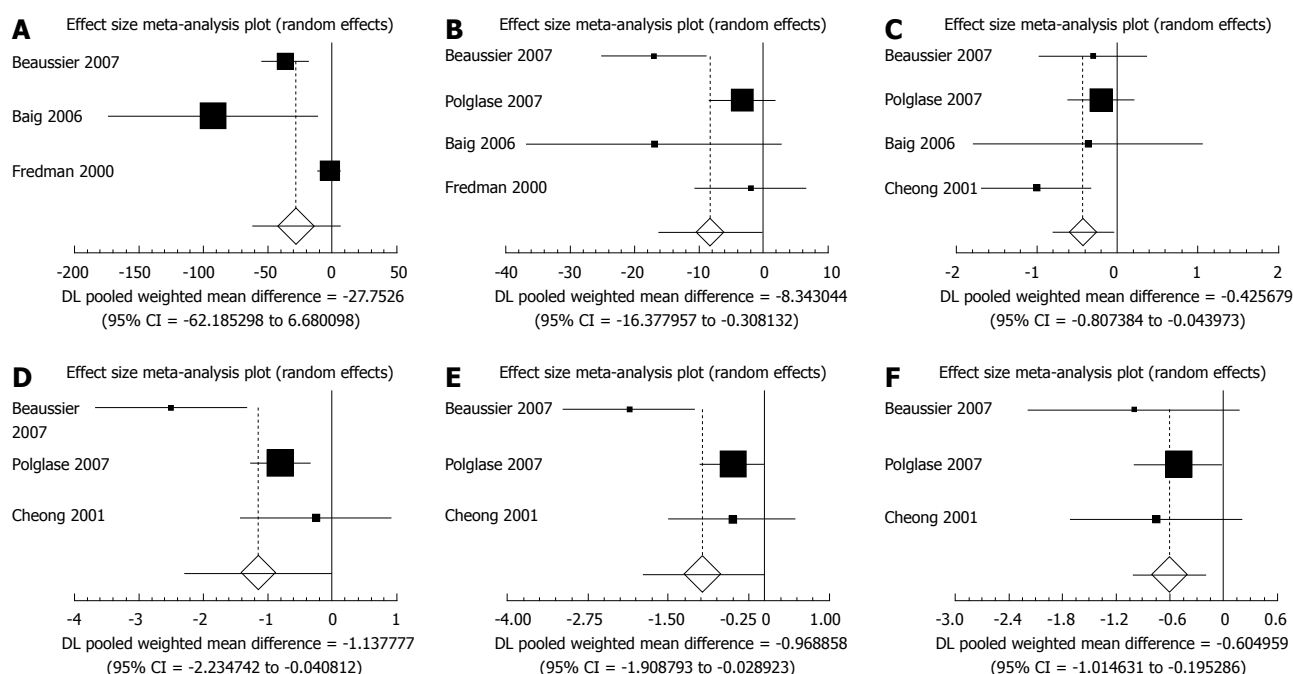 A Effect size meta-analysis plot (random effects)
Beaussier 2007
Baig 2006
Fredman 2000
-200 -150 -100 -50 0 50
DL pooled weighted mean difference = -27.7526
(95% CI = -62.185298 to 6.680098)
B Effect size meta-analysis plot (random effects)
Beaussier 2007
Polglase 2007
Baig 2006
Fredman 2000
-40 -30 -20 -10 0 10
DL pooled weighted mean difference = -8.343044
(95% CI = -16.377957 to -0.308132)
C Effect size meta-analysis plot (random effects)
Beaussier 2007
Polglase 2007
Baig 2006
Cheong 2001
-2 -1 0 1 2
DL pooled weighted mean difference = -0.425679
(95% CI = -0.807384 to -0.043973)
D Effect size meta-analysis plot (random effects)
Beaussier
2007
Polglase 2007
Cheong 2001
-4 -3 -2 -1 0 1
DL pooled weighted mean difference = -1.137777
(95% CI = -2.234742 to -0.040812)
E Effect size meta-analysis plot (random effects)
Beaussier 2007
Polglase 2007
Cheong 2001
-4.00 -2.75 -1.50 -0.25 0 1.00
DL pooled weighted mean difference = -0.968858
(95% CI = -1.908793 to -0.028923)
F Effect size meta-analysis plot (random effects)
Beaussier 2007
Polglase 2007
Cheong 2001
-3.0 -2.4 -1.8 -1.2 -0.6 0 0.6
DL pooled weighted mean difference = -0.604959
(95% CI = -1.014631 to -0.195286)